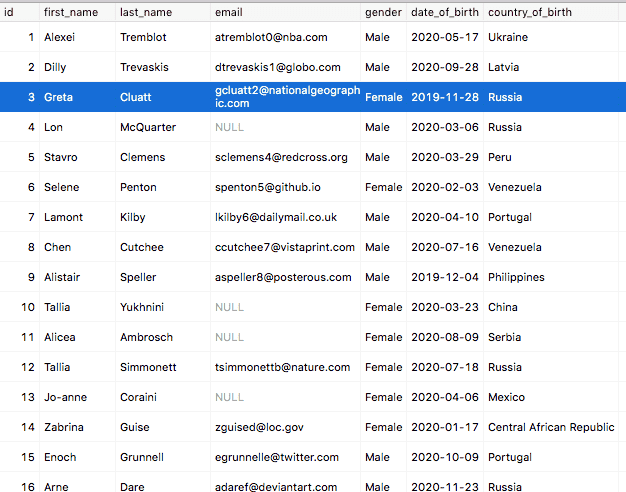 id first_name last_name email gender date_of_birth country_of_birth
1 Alexei Tremblot atremblot0@nba.com Male 2020-05-17 Ukraine
2 Dilly Trevaskis dtrevaskis1@globo.com Male 2020-09-28 Latvia
3 Greta Cluatt gcluatt2@nationalgeograph Female 2019-11-28 Russia
ic.com
4 Lon McQuarter NULL Male 2020-03-06 Russia
5 Stavro Clemens sclemens4@redcross.org Male 2020-03-29 Peru
6 Selene Penton spenton5@github.io Female 2020-02-03 Venezuela
7 Lamont Kilby lkilby6@dailymail.co.uk Male 2020-04-10 Portugal
8 Chen Cutchee ccutchee7@vistaprint.com Male 2020-07-16 Venezuela
9 Alistair Speller aspeller8@posterous.com Male 2019-12-04 Philippines
10 Tallia Yukhnini NULL Female 2020-03-23 China
11 Alicea Ambrosch NULL Female 2020-08-09 Serbia
12 Tallia Simmonett tsimmonettb@nature.com Female 2020-07-18 Russia
13 Jo-anne Coraini NULL Female 2020-04-06 Mexico
14 Zabrina Guise zguised@loc.gov Female 2020-01-17 Central African Republic
15 Enoch Grunnell egrunnelle@twitter.com Male 2020-10-09 Portugal
16 Arne Dare adaref@deviantart.com Male 2020-11-23 Russia